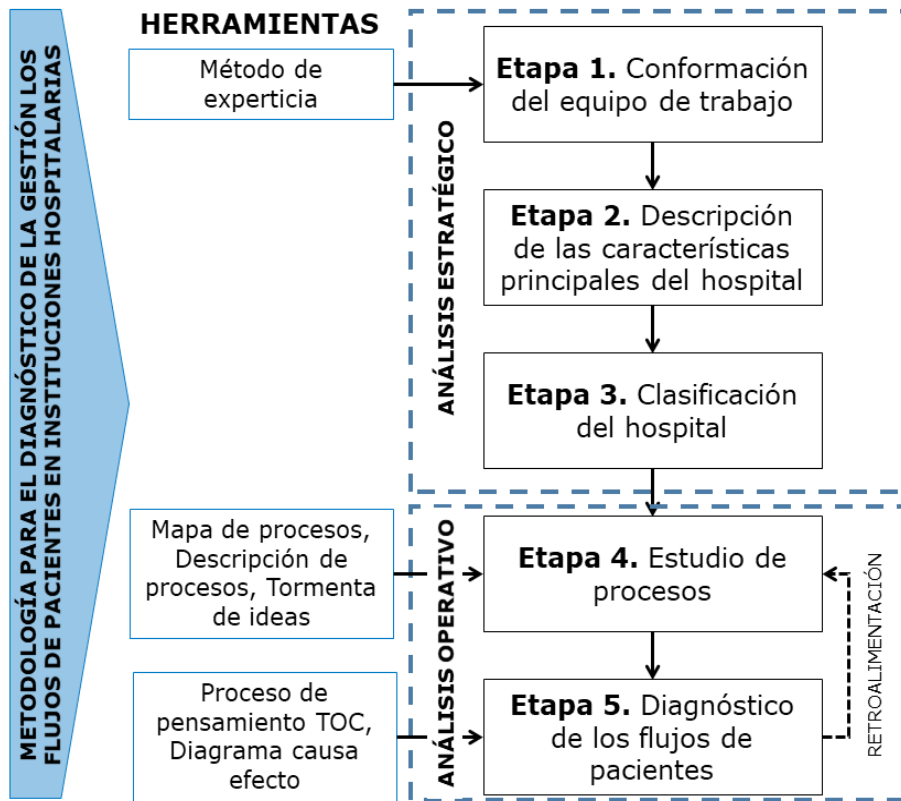 METODOLOGÍA PARA EL DIAGNÓSTICO DE LA GESTIÓN LOS
FLUJOS DE PACIENTES EN INSTITUCIONES HOSPITALARIAS
HERRAMIENTAS
Método de
experticia
ANÁLISIS ESTRATÉGICO
Etapa 1. Conformación
del equipo de trabajo
Etapa 2. Descripción
de las características
principales del hospital
Etapa 3. Clasificación
del hospital
Mapa de procesos,
Descripción de
procesos, Tormenta
de ideas
ANÁLISIS OPERATIVO
Etapa 4. Estudio de
procesos
Proceso de
pensamiento TOC,
Diagrama causa
efecto
Etapa 5. Diagnóstico
de los flujos de
pacientes
RETROALIMENTACIÓN